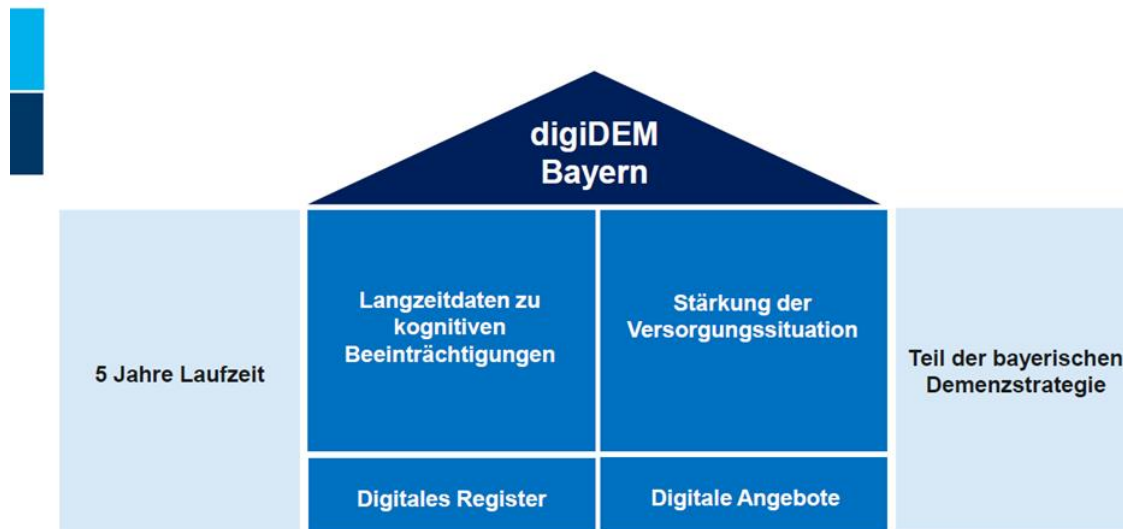 digiDEM
Bayern
5 Jahre Laufzeit
Langzeitdaten zu
kognitiven
Beeinträchtigungen
Stärkung der
Versorgungssituation
Teil der bayerischen
Demenzstrategie
Digitales Register
Digitale Angebote